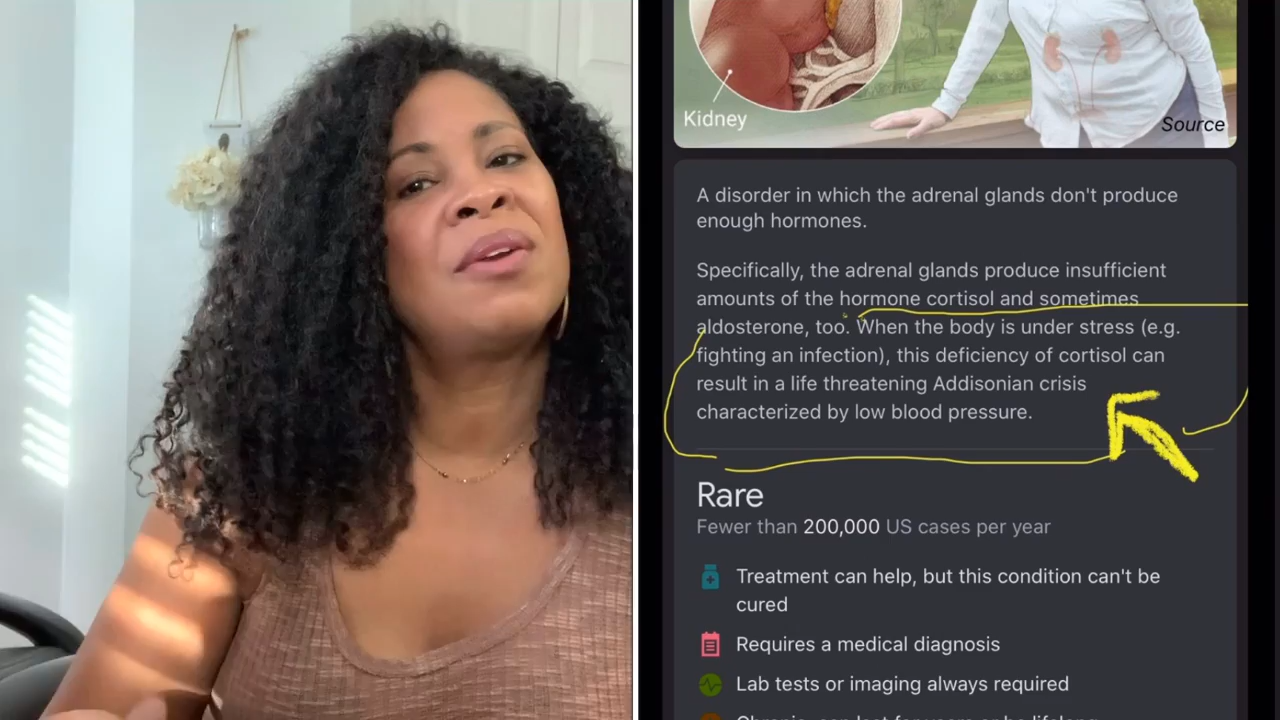 Kidney
Source
A disorder in which the adrenal glands don't produce
enough hormones.
Specifically, the adrenal glands produce insufficient
amounts of the hormone cortisol and sometimes
aldosterone, too. When the body is under stress (e.g.
fighting an infection), this deficiency of cortisol can
result in a life threatening Addisonian crisis
characterized by low blood pressure.
Rare
Fewer than 200,000 US cases per year
Treatment can help, but this condition can't be
cured
Requires a medical diagnosis
Lab tests or imaging always required